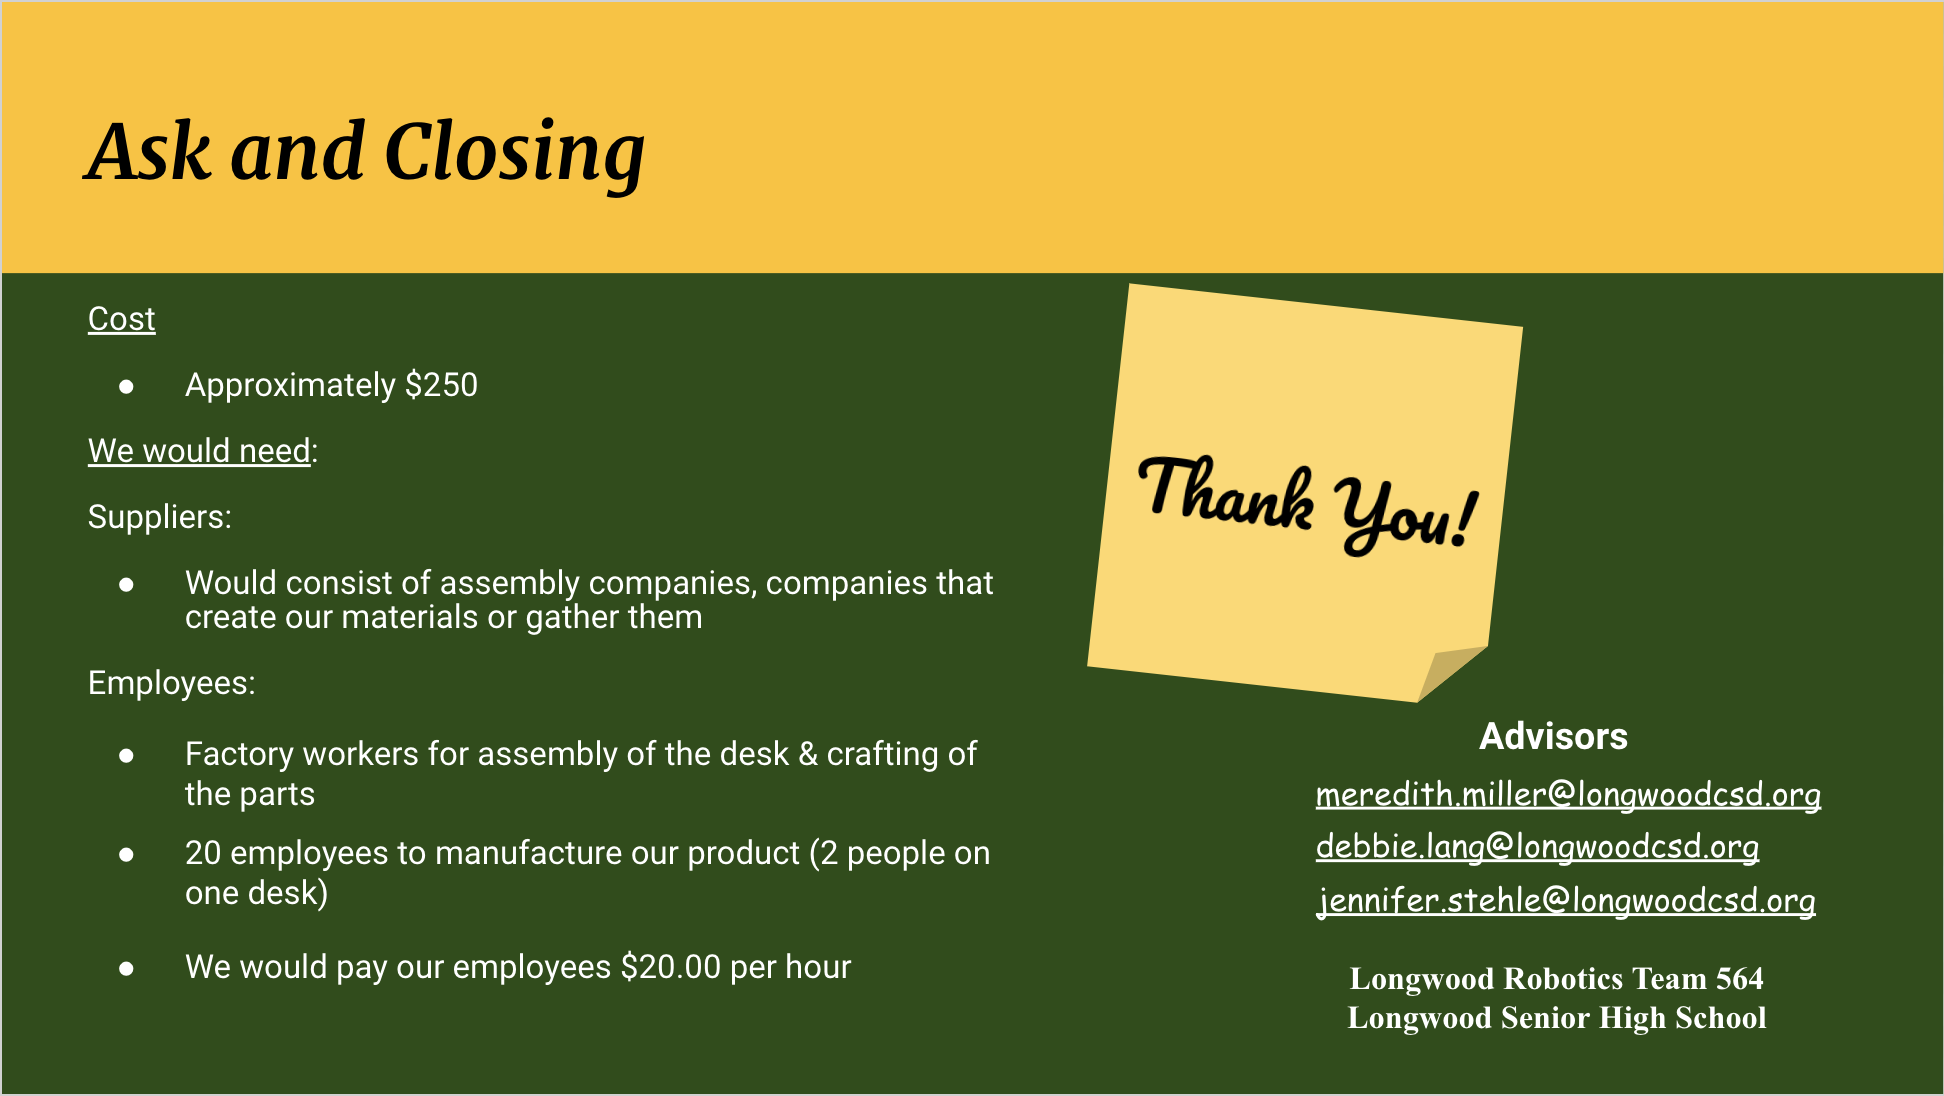 Ask and Closing
Cost
● Approximately $250
We would need:
Suppliers:
● Would consist of assembly companies, companies that
create our materials or gather them
Employees:
● Factory workers for assembly of the desk & crafting of
the parts
● 20 employees to manufacture our product (2 people on
one desk)
● We would pay our employees $20.00 per hour
Thank You!
Advisors
meredith.miller@longwoodcsd.org
debbie.lang@longwoodcsd.org
jennifer.stehle@longwoodcsd.org
Longwood Robotics Team 564
Longwood Senior High School